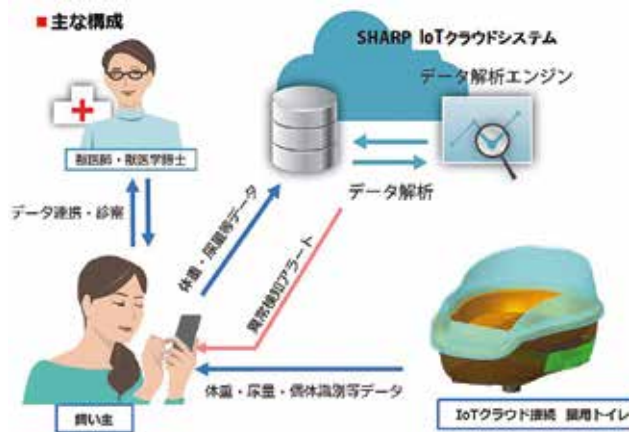 ■ 主な構成
SHARP IoTクラウドシステム
データ解析エンジン
獣医師・獣医学博士
データ解析
データ連携・診察
体重・尿量等データ
異常検知アラート
体重・尿量・個体識別等データ
飼い主
IoTクラウド接続 猫用トイレ